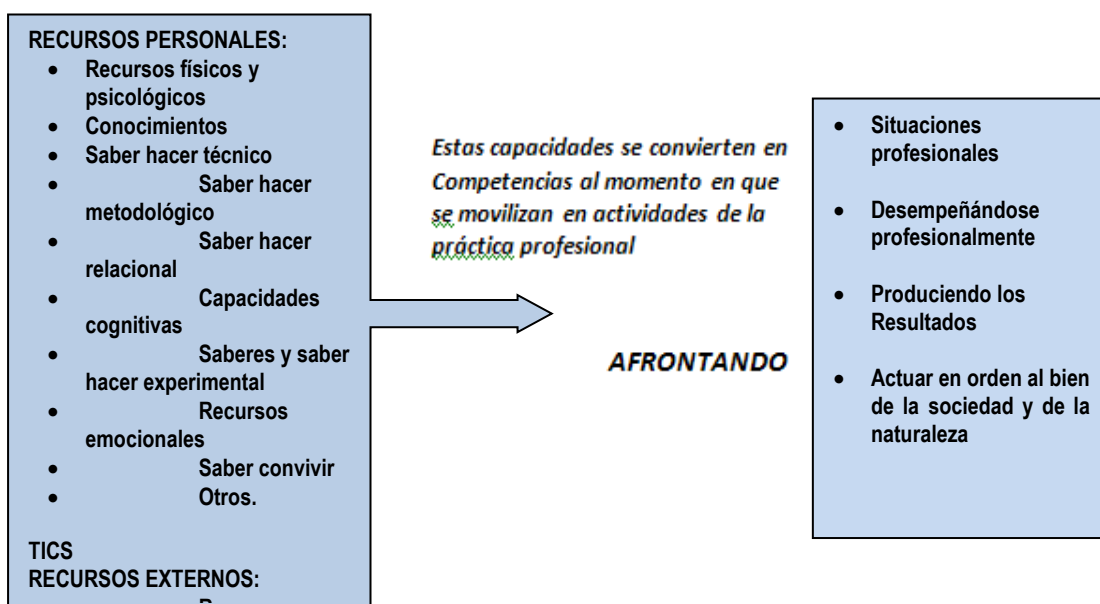 RECURSOS PERSONALES:
• Recursos físicos y
psicológicos
• Conocimientos
• Saber hacer técnico
• Saber hacer
metodológico
• Saber hacer
relacional
• Capacidades
cognitivas
• Saberes y saber
hacer experimental
• Recursos
emocionales
• Saber convivir
• Otros.
TICS
RECURSOS EXTERNOS:
Estas capacidades se convierten en
Competencias al momento en que
se movilizan en actividades de la
práctica profesional
AFRONTANDO
• Situaciones
profesionales
• Desempeñándose
profesionalmente
• Produciendo los
Resultados
• Actuar en orden al bien
de la sociedad y de la
naturaleza